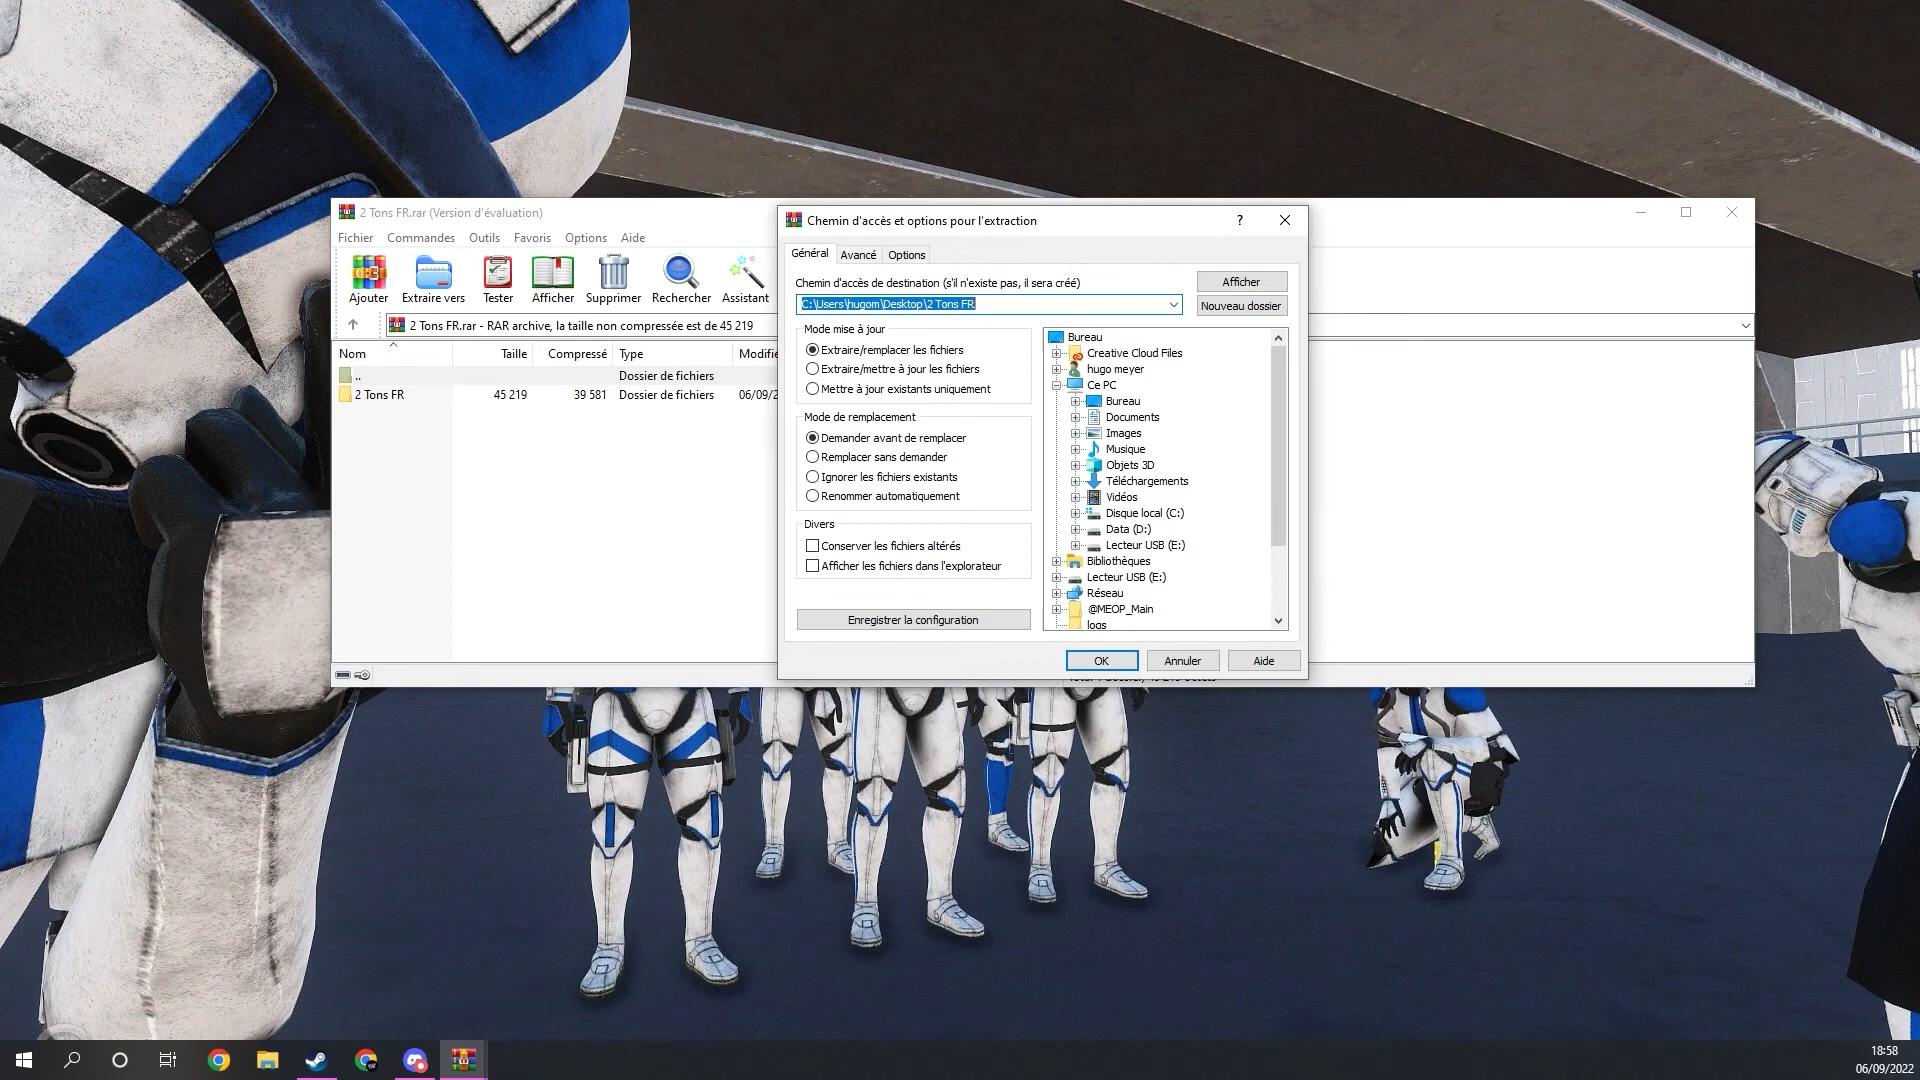 2 Tons FR.rar (Version d'évaluation)
Fichier Commandes Outils Favoris Options Aide
Ajouter Extraire vers Tester Afficher Supprimer Rechercher Assistant
2 Tons FR.rar - RAR archive, la taille non compressée est de 45 219
Nom Taille Compressé Type Modifié
.. Dossier de fichiers
2 Tons FR 45 219 39 581 Dossier de fichiers 06/09/2
Chemin d'accès et options pour l'extraction ?
Général Avancé Options
Chemin d'accès de destination (s'il n'existe pas, il sera créé)
Afficher
C:\Users\hugom\Desktop\2 Tons FR
Nouveau dossier
Mode mise à jour
Extraire/remplacer les fichiers
Extraire/mettre à jour les fichiers
Mettre à jour existants uniquement
Mode de remplacement
Demander avant de remplacer
Remplacer sans demander
Ignorer les fichiers existants
Renommer automatiquement
Divers
Conserver les fichiers altérés
Afficher les fichiers dans l'explorateur
Enregistrer la configuration
Bureau
Creative Cloud Files
hugo meyer
Ce PC
Bureau
Documents
Images
Musique
Objets 3D
Téléchargements
Vidéos
Disque local (C:)
Data (D:)
Lecteur USB (E:)
Bibliothèques
Lecteur USB (E:)
Réseau
@MEOP_Main
logs
OK Annuler Aide
18:58
06/09/2022